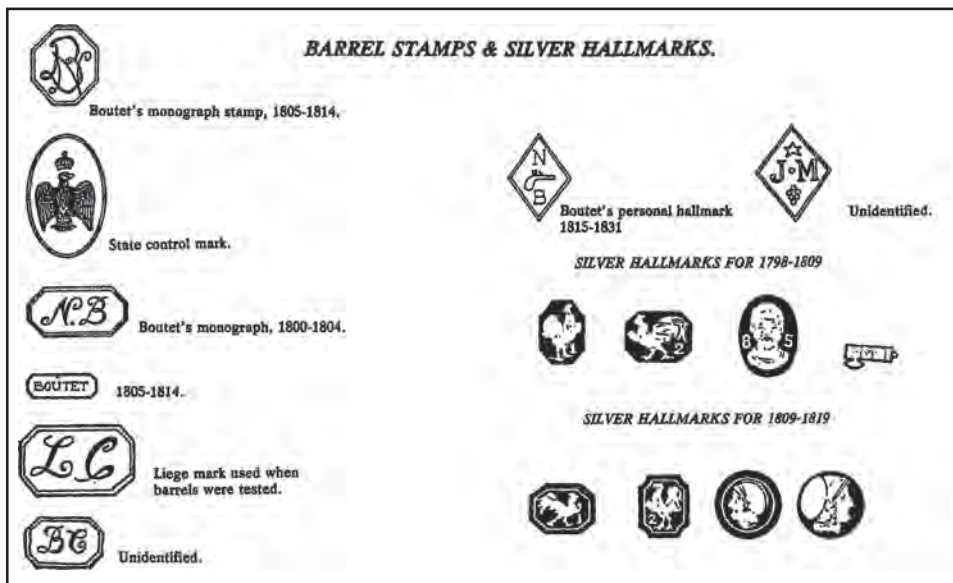 BARREL STAMPS & SILVER HALLMARKS.
Boutet's monograph stamp, 1805-1814.
State control mark.
N.B
Boutet's monograph, 1800-1804.
BOUTET
1805-1814.
L C
Liege mark used when
barrels were tested.
B C
Unidentified.
N
B
Boutet's personal hallmark
1815-1831
J·M
Unidentified.
SILVER HALLMARKS FOR 1798-1809
1
2
8 5
SILVER HALLMARKS FOR 1809-1819
1
2